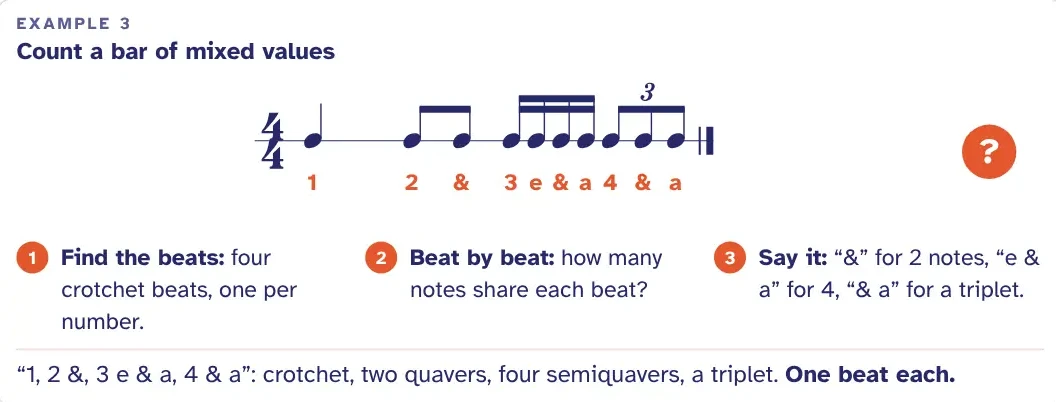 EXAMPLE 3
Count a bar of mixed values
3
4
4
1 2 & 3 e & a 4 & a
?
1 Find the beats: four
crotchet beats, one per
number.
2 Beat by beat: how many
notes share each beat?
3 Say it: “&” for 2 notes, “e &
a” for 4, “& a” for a triplet.
“1, 2 &, 3 e & a, 4 & a”: crotchet, two quavers, four semiquavers, a triplet. One beat each.